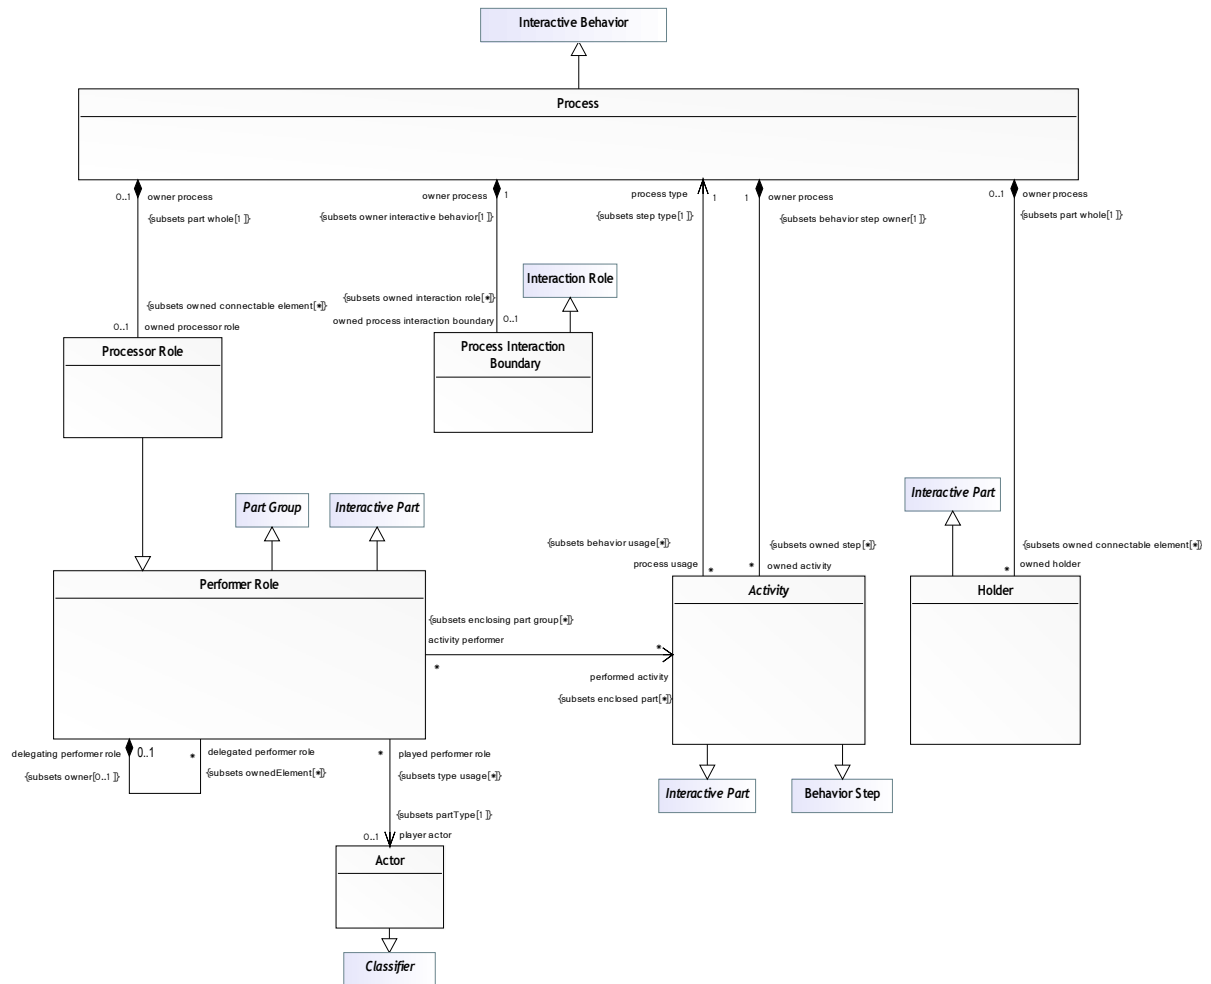 Interactive Behavior
Process
0..1
owner process
{subsets part whole[1 ]}
owner process
1
{subsets owner interactive behavior[1 ]}
process type
1
{subsets step type[1 ]}
1
owner process
{subsets behavior step owner[1 ]}
0..1
owner process
{subsets part whole[1 ]}
Interaction Role
{subsets owned connectable element[*]}
0..1
owned processor role
{subsets owned interaction role[*]}
owned process interaction boundary
0..1
Processor Role
Process Interaction
Boundary
Part Group
Interactive Part
Interactive Part
{subsets behavior usage[*]}
process usage
*
{subsets owned step[*]}
*
owned activity
{subsets owned connectable element[*]}
*
owned holder
Performer Role
Activity
Holder
{subsets enclosing part group[*]}
activity performer
*
*
performed activity
{subsets enclosed part[*]}
delegating performer role
0..1
{subsets owner[0..1 ]}
*
delegated performer role
{subsets ownedElement[*]}
*
played performer role
{subsets type usage[*]}
{subsets partType[1 ]}
0..1
player actor
Interactive Part
Behavior Step
Actor
Classifier